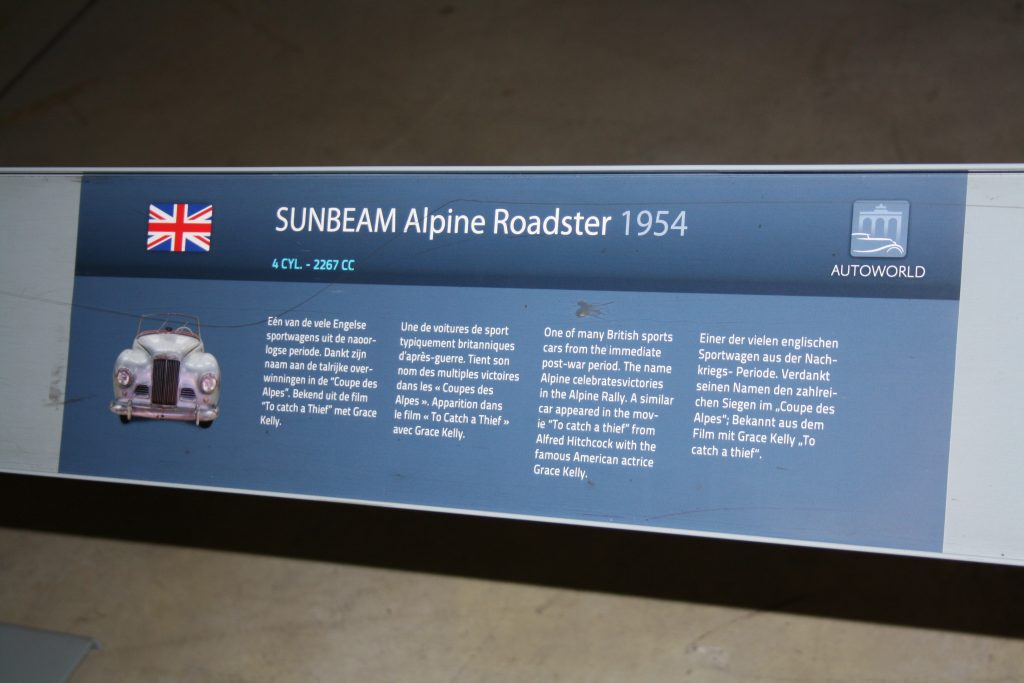 SUNBEAM Alpine Roadster 1954
4 CYL. - 2267 CC
AUTOWORLD
Eén van de vele Engelse
sportwagens uit de naoor-
logse periode. Dankt zijn
naam aan de talrijke over-
winningen in de "Coupe des
Alpes". Bekend uit de film
"To catch a Thief" met Grace
Kelly.
Une de voitures de sport
typiquement britanniques
d'après-guerre. Tient son
nom des multiples victoires
dans les « Coupes des
Alpes ». Apparition dans
le film « To Catch a Thief »
avec Grace Kelly.
One of many British sports
cars from the immediate
post-war period. The name
Alpine celebratesvictories
in the Alpine Rally. A similar
car appeared in the mov-
ie "To catch a thief" from
Alfred Hitchcock with the
famous American actrice
Grace Kelly.
Einer der vielen englischen
Sportwagen aus der Nach-
kriegs- Periode. Verdankt
seinen Namen den zahlrei-
chen Siegen im „Coupe des
Alpes"; Bekannt aus dem
Film mit Grace Kelly „To
catch a thief".